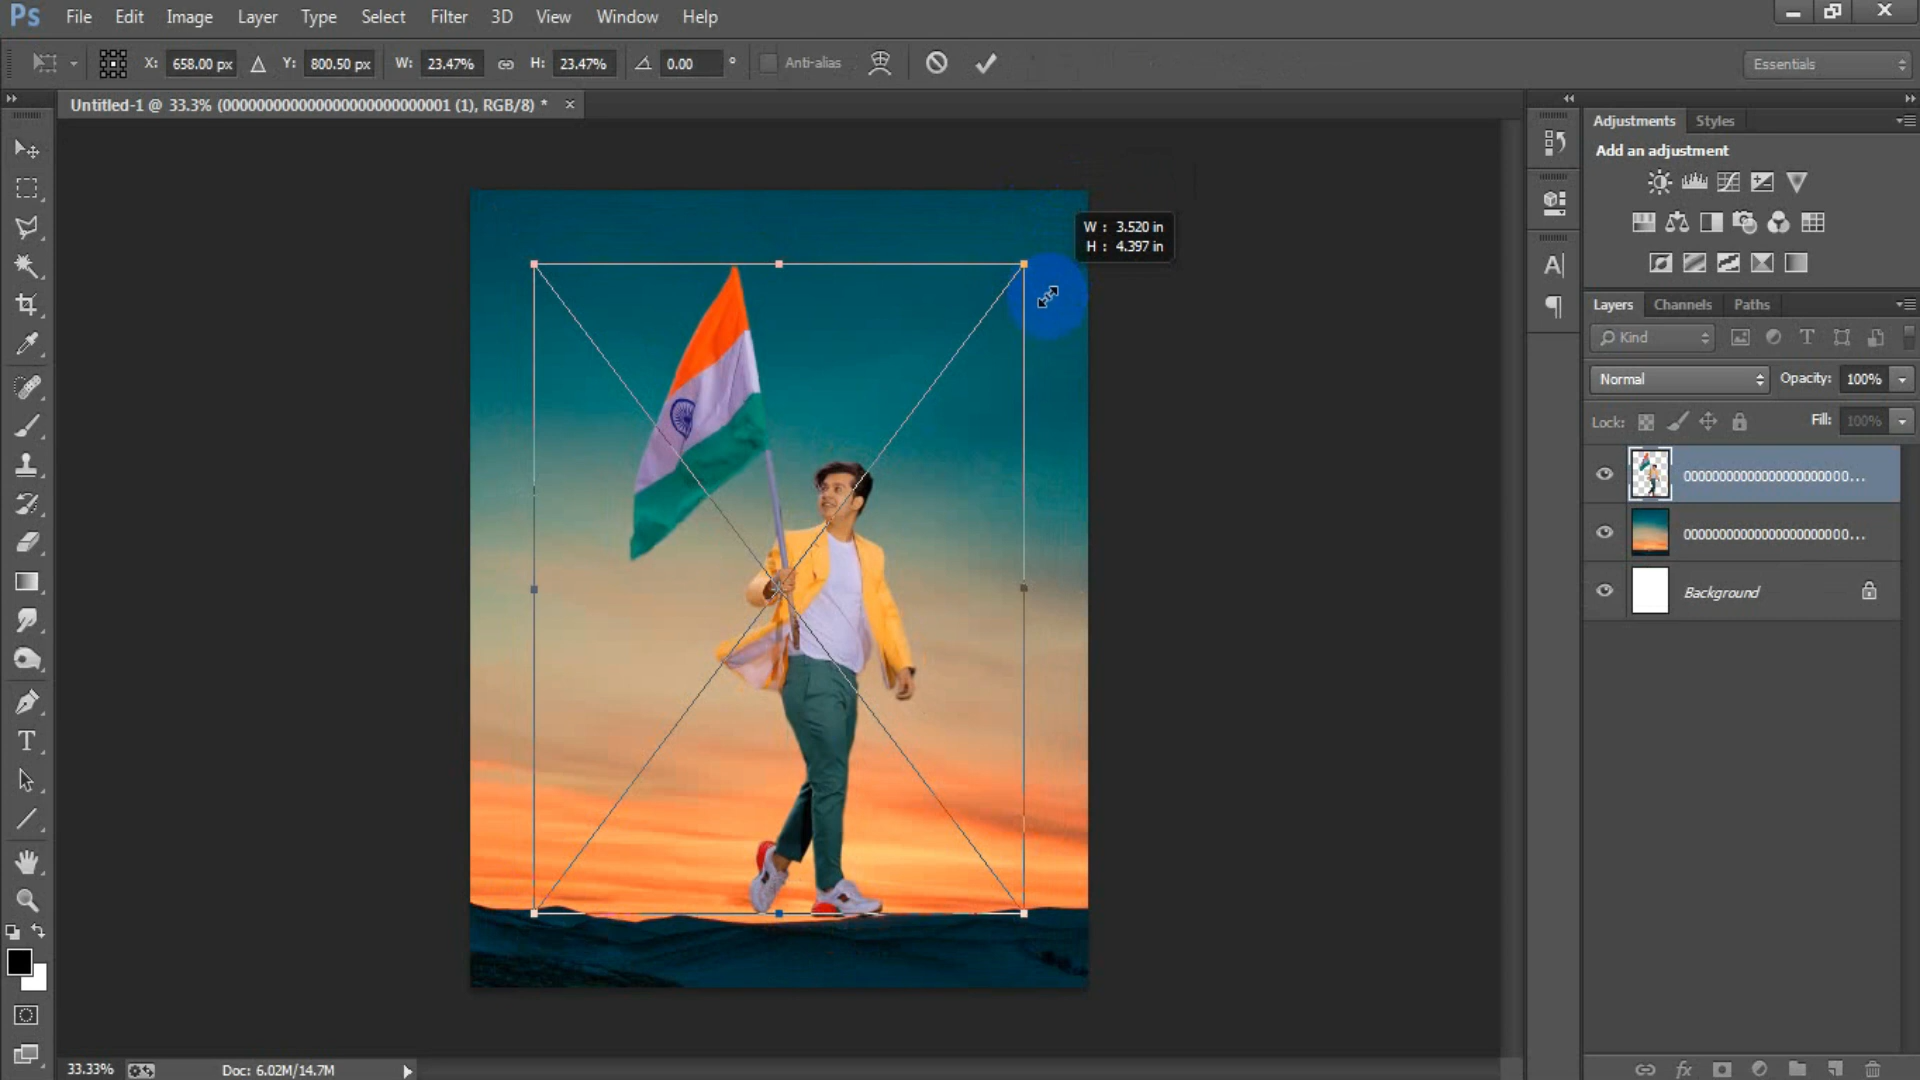 Ps File Edit Image Layer Type Select Filter 3D View Window Help
X: 658.00 px Y: 800.50 px W: 23.47% H: 23.47% 0.00 ° Anti-alias Essentials
Untitled-1 @ 33.3% (0000000000000000000000000001 (1), RGB/8) * ×
W : 3.520 in
H : 4.397 in
Adjustments Styles
Add an adjustment
Layers Channels Paths
Kind
Normal Opacity: 100%
Lock: Fill: 100%
0000000000000000000000...
0000000000000000000000...
Background
33.33% Doc: 6.02M/14.7M